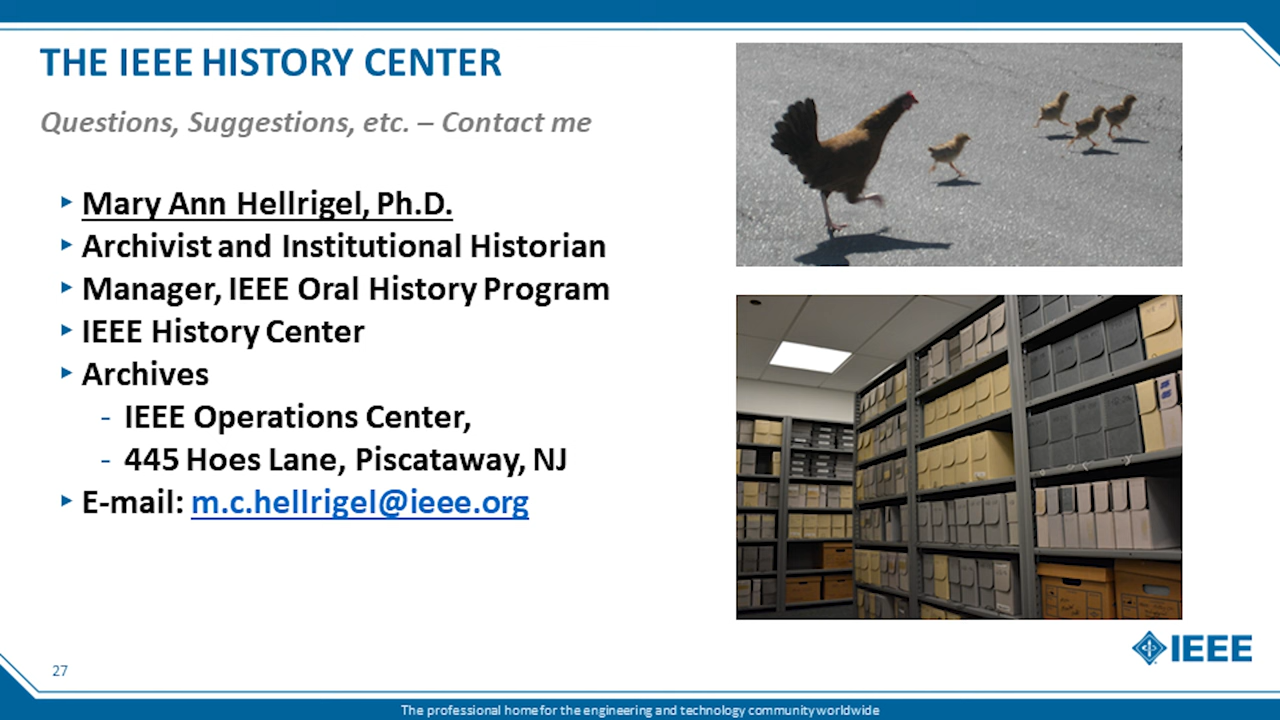 THE IEEE HISTORY CENTER
Questions, Suggestions, etc. – Contact me
Mary Ann Hellrigel, Ph.D.
Archivist and Institutional Historian
Manager, IEEE Oral History Program
IEEE History Center
Archives
- IEEE Operations Center,
- 445 Hoes Lane, Piscataway, NJ
E-mail: m.c.hellrigel@ieee.org
IEEE
27
The professional home for the engineering and technology community worldwide